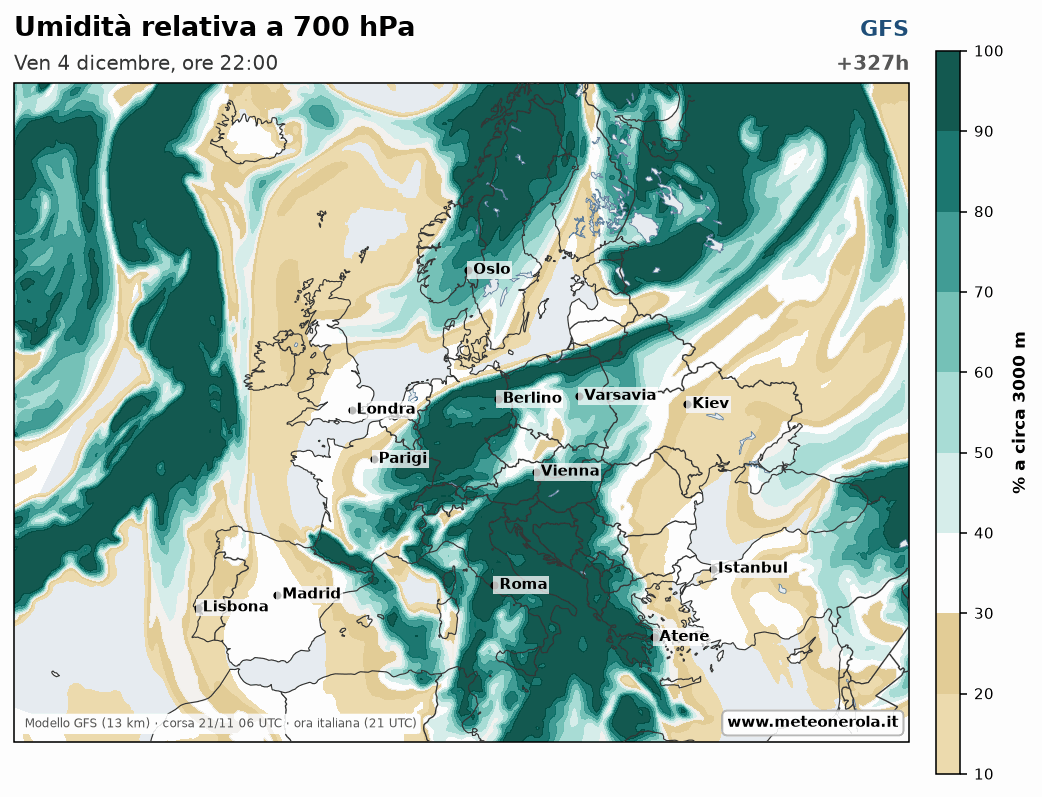 Umidità relativa a 700 hPa
GFS
Ven 4 dicembre, ore 22:00
+327h
100
90
80
70
60
50
40
30
20
10
% a circa 3000 m
Oslo
Berlino
Varsavia
Kiev
Londra
Parigi
Vienna
Istanbul
Roma
Madrid
Lisbona
Atene
Modello GFS (13 km) · corsa 21/11 06 UTC · ora italiana (21 UTC)
www.meteonerola.it